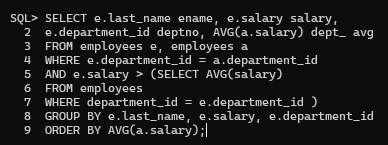 SQL> SELECT e.last_name ename, e.salary salary,
2 e.department_id deptno, AVG(a.salary) dept_ avg
3 FROM employees e, employees a
4 WHERE e.department_id = a.department_id
5 AND e.salary > (SELECT AVG(salary)
6 FROM employees
7 WHERE department_id = e.department_id )
8 GROUP BY e.last_name, e.salary, e.department_id
9 ORDER BY AVG(a.salary);